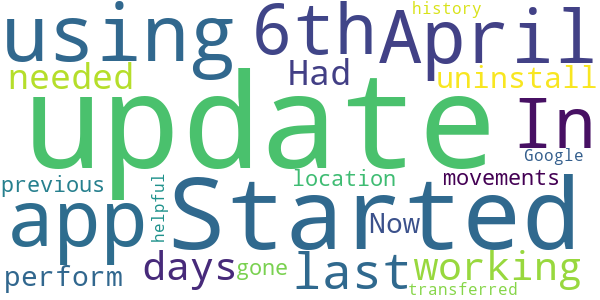 history
using 6th April
needed Had uninstall
update In
Google
previous helpful location movements
app Started Now
perform days gone last working
transferred